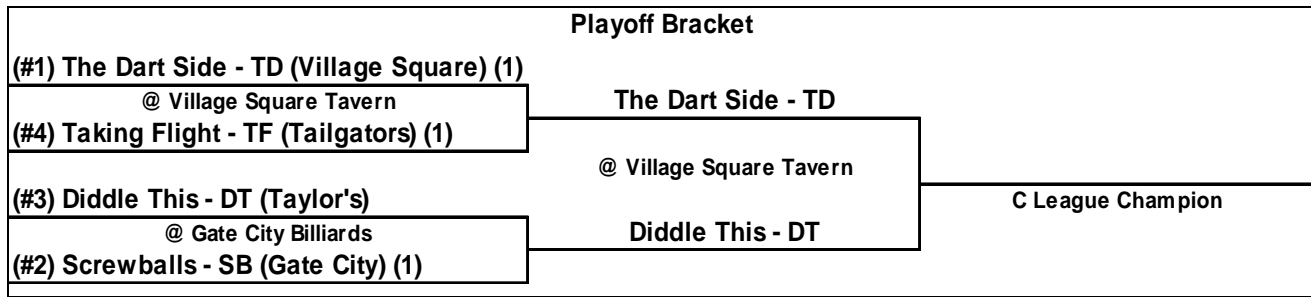 Playoff Bracket
(#1) The Dart Side - TD (Village Square) (1)
@ Village Square Tavern
(#4) Taking Flight - TF (Tailgators) (1)
The Dart Side - TD
@ Village Square Tavern
(#3) Diddle This - DT (Taylor's)
@ Gate City Billiards
(#2) Screwballs - SB (Gate City) (1)
Diddle This - DT
C League Champion